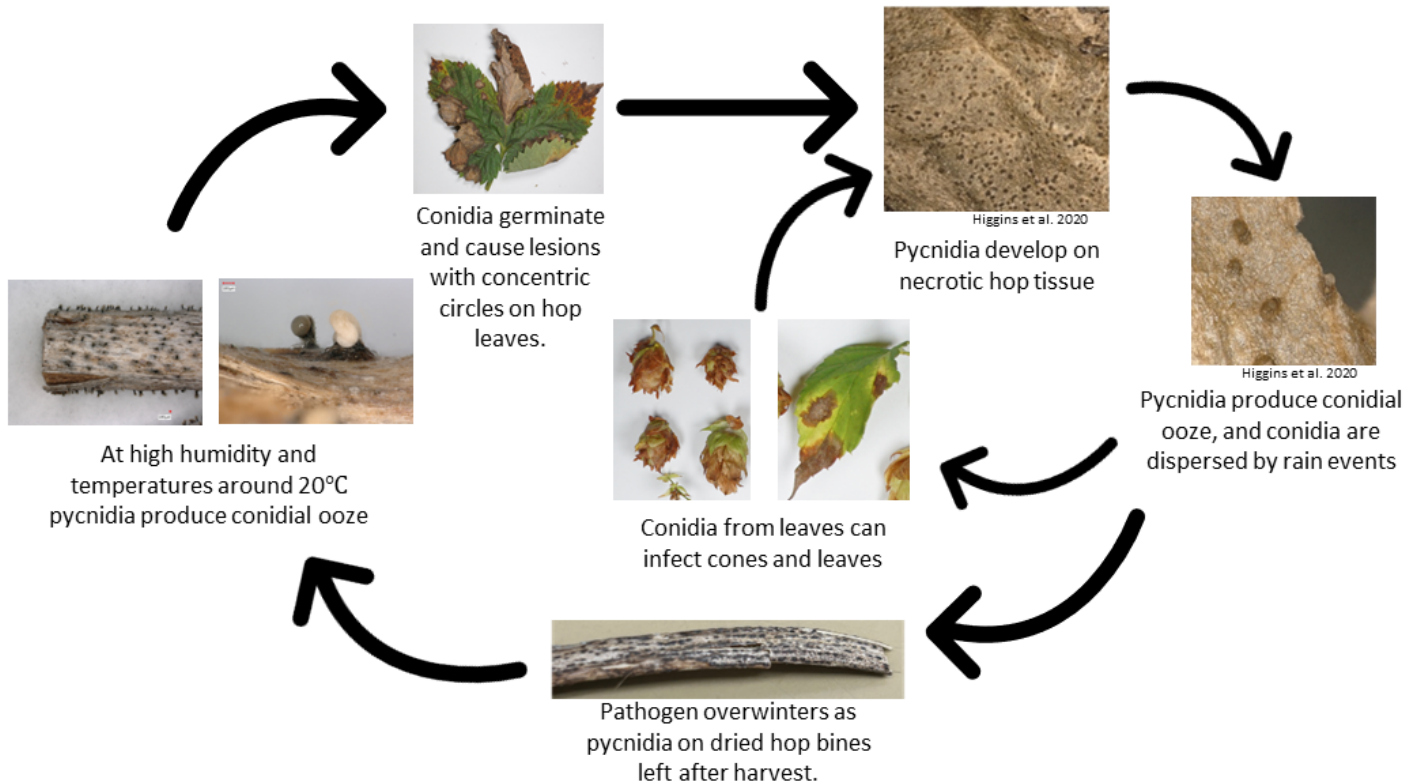 Conidia germinate
and cause lesions
with concentric
circles on hop
leaves.
Higgins et al. 2020
Pycnidia develop on
necrotic hop tissue
Higgins et al. 2020
Pycnidia produce conidial
ooze, and conidia are
dispersed by rain events
Conidia from leaves can
infect cones and leaves
Pathogen overwinters as
pycnidia on dried hop bines
left after harvest.
At high humidity and
temperatures around 20℃
pycnidia produce conidial ooze